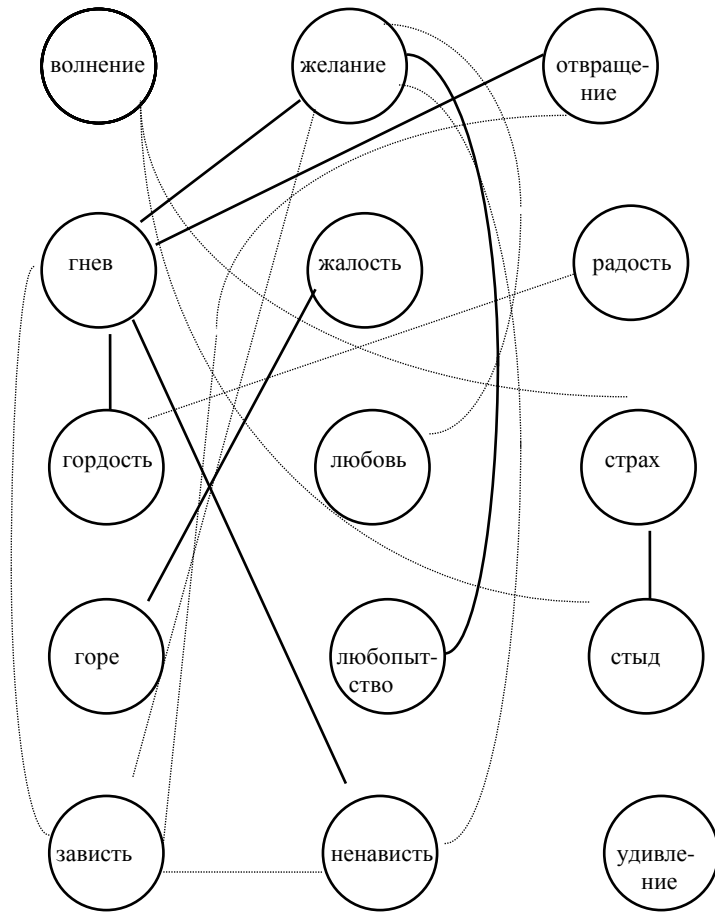 волнение
желание
отвраще-
ние
гнев
жалость
радость
гордость
любовь
страх
горе
любопыт-
ство
стыд
зависть
ненависть
удивле-
ние